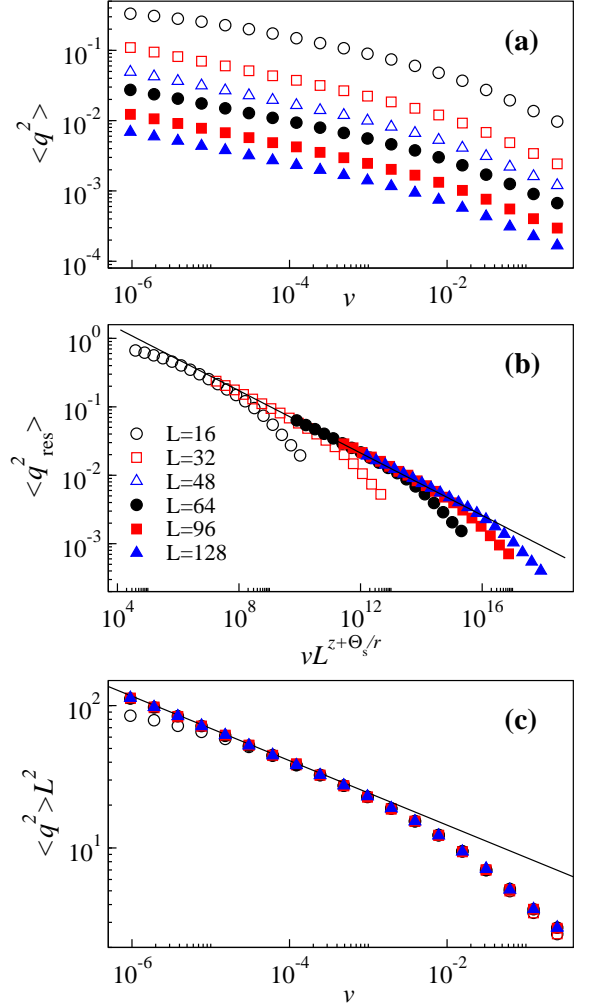 10⁻¹
10⁻²
10⁻³
10⁻⁴
<q²>
(a)
10⁻⁶ 10⁻⁴ 10⁻²
v
10⁰
10⁻¹
10⁻²
10⁻³
<q²res>
(b)
L=16
L=32
L=48
L=64
L=96
L=128
10⁴ 10⁸ 10¹² 10¹⁶
vL^{z+Θ_s/r}
10²
10¹
<q²>L²
(c)
10⁻⁶ 10⁻⁴ 10⁻²
v